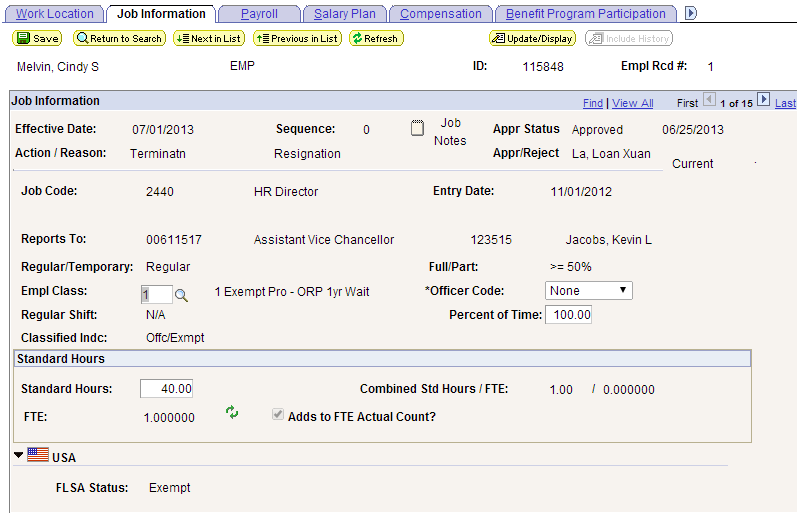 Work Location Job Information Payroll Salary Plan Compensation Benefit Program Participation
Save Return to Search Next in List Previous in List Refresh Update/Display Include History
Melvin, Cindy S EMP ID: 115848 Empl Rcd #: 1
Job Information Find | View All First 1 of 15 Last
Effective Date: 07/01/2013 Sequence: 0 Job Notes Appr Status Approved 06/25/2013
Action / Reason: Terminatn Resignation Appr/Reject La, Loan Xuan Current
Job Code: 2440 HR Director Entry Date: 11/01/2012
Reports To: 00611517 Assistant Vice Chancellor 123515 Jacobs, Kevin L
Regular/Temporary: Regular Full/Part: >= 50%
Empl Class: 1 1 Exempt Pro - ORP 1yr Wait *Officer Code: None
Regular Shift: N/A Percent of Time: 100.00
Classified Indc: Offc/Exmpt
Standard Hours
Standard Hours: 40.00 Combined Std Hours / FTE: 1.00 / 0.000000
FTE: 1.000000 Adds to FTE Actual Count?
USA
FLSA Status: Exempt